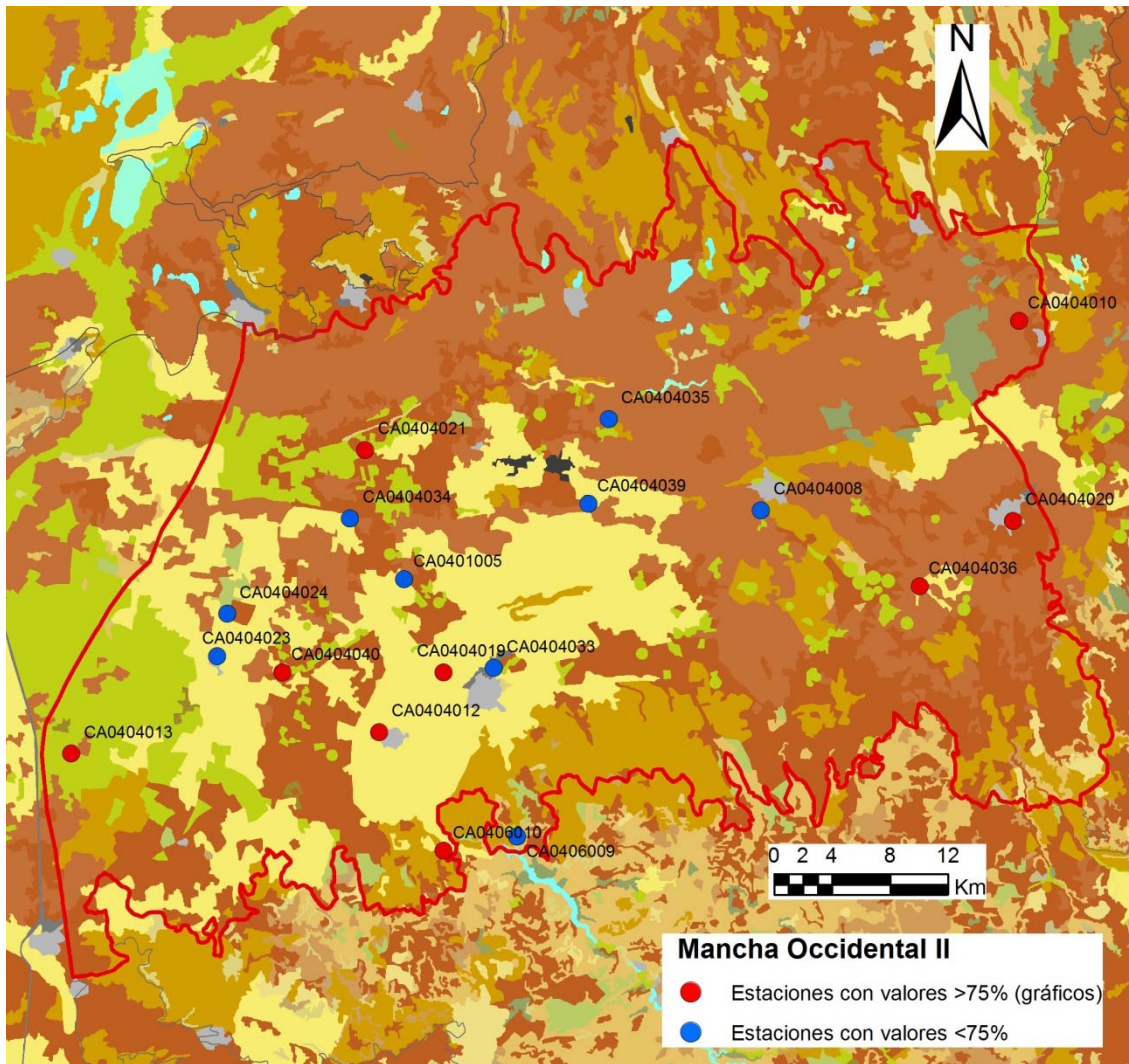 N
CA0404010
CA0404035
CA0404021
CA0404039
CA0404008
CA0404034
CA0404020
CA0401005
CA0404036
CA0404024
CA0404023
CA0404040
CA0404019
CA0404033
CA0404012
CA0404013
CA0406010
CA0406009
0 2 4 8 12
Km
Mancha Occidental II
Estaciones con valores >75% (gráficos)
Estaciones con valores <75%